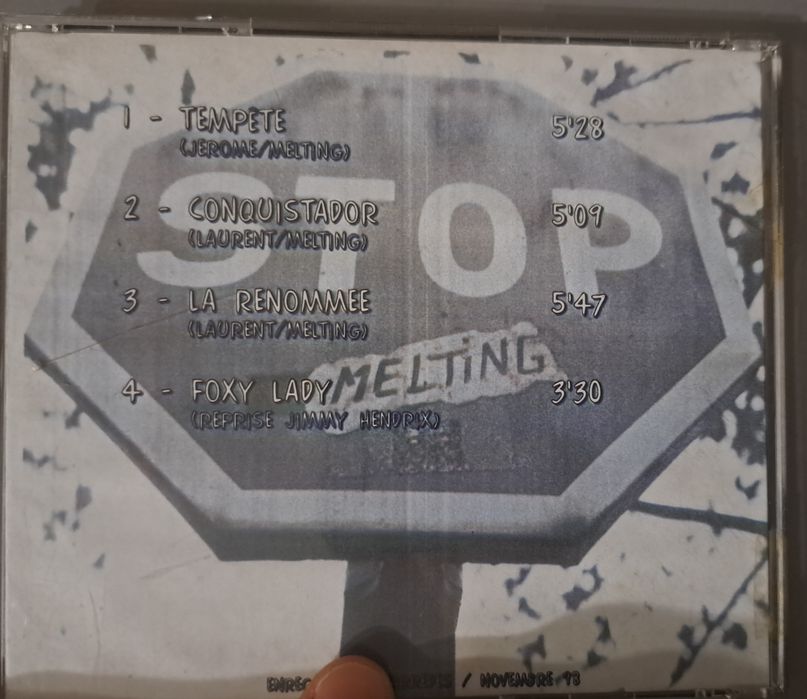 1 - TEMPETE 5'28
(JEROME/MELTING)
2 - CONQUISTADOR 5'09
(LAURENT/MELTING)
STOP
3 - LA RENOMMEE 5'47
(LAURENT/MELTING)
MELTiNG
4 - FOXY LADY 3'30
(REPRISE JIMMY HENDRIX)
/ NOVEMBRE 98